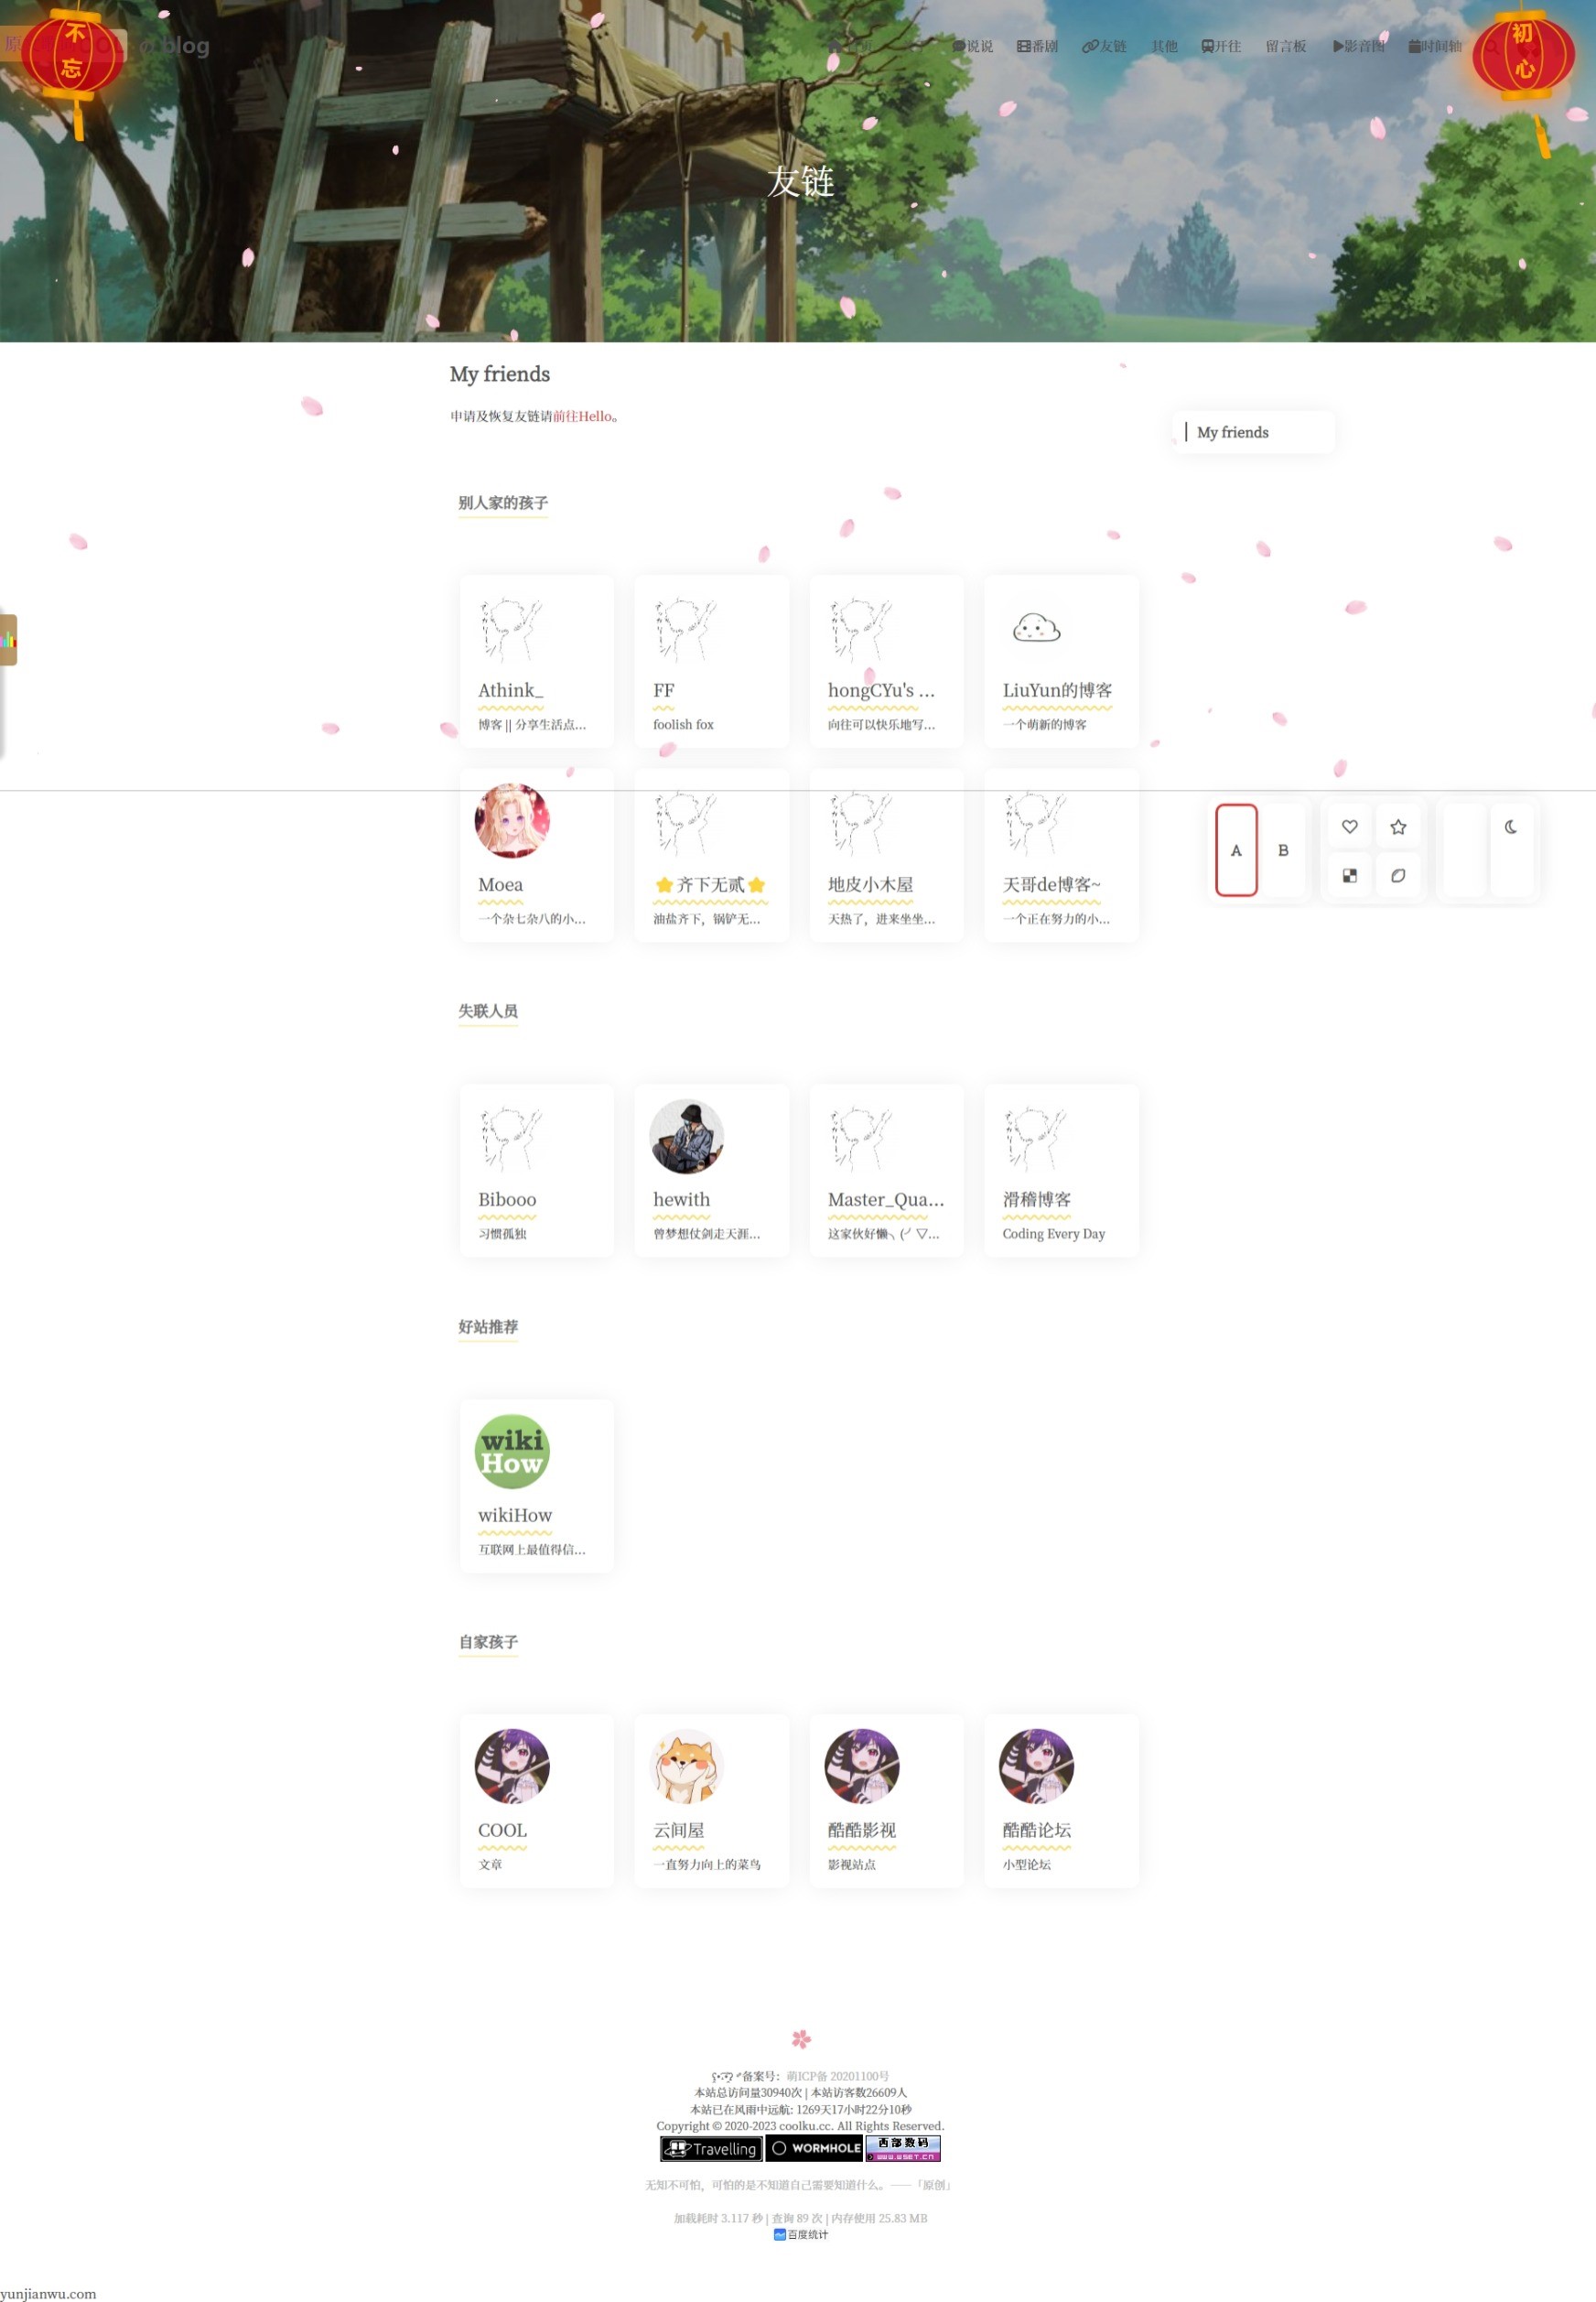 不忘
の blog
说说
番剧
友链
其他
开往
留言板
影音图
时间轴
初心
友链
My friends
申请及恢复友链请前往Hello。
My friends
别人家的孩子
Athink_
博客 || 分享生活点...
FF
foolish fox
hongCYu's ...
向往可以快乐地写...
LiuYun的博客
一个萌新的博客
Moea
一个杂七杂八的小...
⭐齐下无贰⭐
油盐齐下，锅铲无...
地皮小木屋
天热了，进来坐坐...
天哥de博客~
一个正在努力的小...
A
B
失联人员
Bibooo
习惯孤独
hewith
曾梦想仗剑走天涯...
Master_Qua...
这家伙好懒╮(╯▽...
滑稽博客
Coding Every Day
好站推荐
wiki
How
wikiHow
互联网上最值得信...
自家孩子
COOL
文章
云间屋
一直努力向上的菜鸟
酷酷影视
影视站点
酷酷论坛
小型论坛
备案号：萌ICP备 20201100号
本站总访问量30940次 | 本站访客数26609人
本站已在风雨中远航: 1269天17小时22分10秒
Copyright © 2020-2023 coolku.cc. All Rights Reserved.
Travelling
WORMHOLE
西部数码
WWW.WSET.CN
无知不可怕，可怕的是不知道自己需要知道什么。——「原创」
加载耗时 3.117 秒 | 查询 89 次 | 内存使用 25.83 MB
百度统计
yunjianwu.com